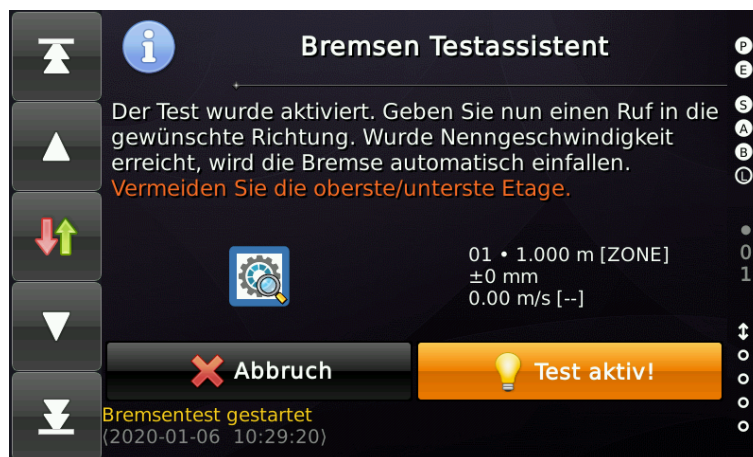 Bremsen Testassistent
Der Test wurde aktiviert. Geben Sie nun einen Ruf in die
gewünschte Richtung. Wurde Nenngeschwindigkeit
erreicht, wird die Bremse automatisch einfallen.
Vermeiden Sie die oberste/unterste Etage.
01 • 1.000 m [ZONE]
±0 mm
0.00 m/s [--]
Abbruch
Test aktiv!
Bremsentest gestartet
(2020-01-06 10:29:20)
P
E
S
A
B
L
0
1